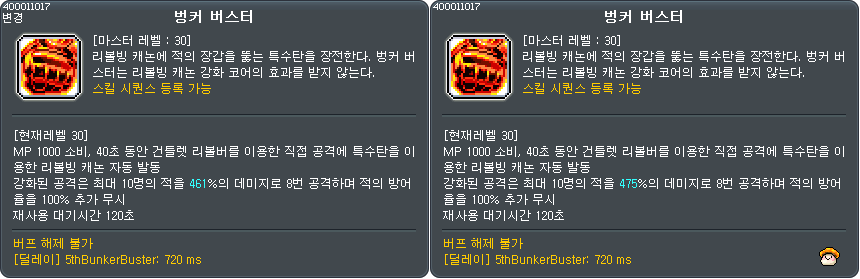 400011017
변경
벙커 버스터
[마스터 레벨 : 30]
리볼빙 캐논에 적의 장갑을 뚫는 특수탄을 장전한다. 벙커 버
스터는 리볼빙 캐논 강화 코어의 효과를 받지 않는다.
스킬 시퀀스 등록 가능
[현재레벨 30]
MP 1000 소비, 40초 동안 건틀렛 리볼버를 이용한 직접 공격에 특수탄을 이
용한 리볼빙 캐논 자동 발동
강화된 공격은 최대 10명의 적을 461%의 데미지로 8번 공격하며 적의 방어
율을 100% 추가 무시
재사용 대기시간 120초
버프 해제 불가
[딜레이] 5thBunkerBuster: 720 ms
400011017
벙커 버스터
[마스터 레벨 : 30]
리볼빙 캐논에 적의 장갑을 뚫는 특수탄을 장전한다. 벙커 버
스터는 리볼빙 캐논 강화 코어의 효과를 받지 않는다.
스킬 시퀀스 등록 가능
[현재레벨 30]
MP 1000 소비, 40초 동안 건틀렛 리볼버를 이용한 직접 공격에 특수탄을 이
용한 리볼빙 캐논 자동 발동
강화된 공격은 최대 10명의 적을 475%의 데미지로 8번 공격하며 적의 방어
율을 100% 추가 무시
재사용 대기시간 120초
버프 해제 불가
[딜레이] 5thBunkerBuster: 720 ms